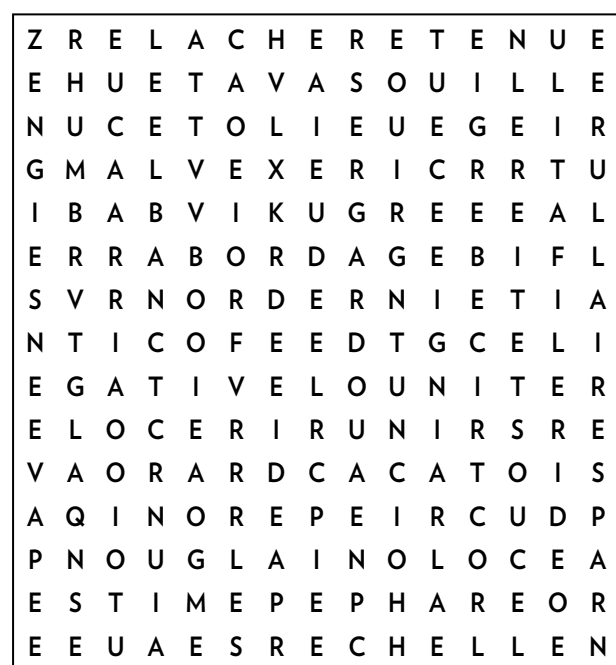 Z R E L A C H E R E T E N U E
E H U E T A V A S O U I L L E
N U C E T O L I E U E G E I R
G M A L V E X E R I C R R T U
I B A B V I K U G R E E E A L
E R R A B O R D A G E B I F L
S V R N O R D E R N I E T I A
N T I C O F E E D T G C E L I
E G A T I V E L O U N I T E R
E L O C E R I R U N I R S R E
V A O R A R D C A C A T O I S
A Q I N O R E P E I R C U D P
P N O U G L A I N O L O C E A
E S T I M E P E P H A R E O R
E E U A E S R E C H E L L E N